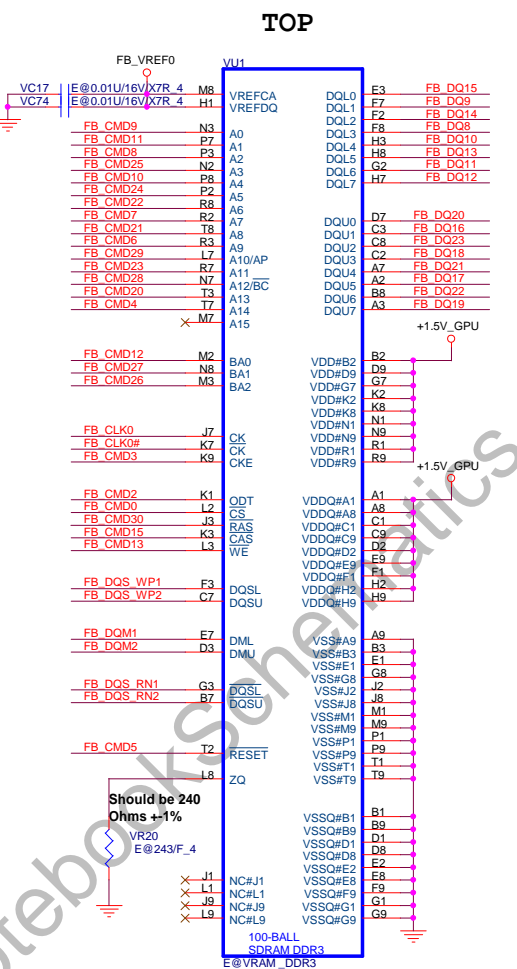 TOP
FB_VREF0
VU1
VC17 E@0.01U/16V/X7R_4 M8 VREFCA DQL0 E3 FB_DQ15
VC74 E@0.01U/16V/X7R_4 H1 VREFDQ DQL1 F7 FB_DQ9
DQL2 F2 FB_DQ14
FB_CMD9 N3 A0 DQL3 F8 FB_DQ8
FB_CMD11 P7 A1 DQL4 H3 FB_DQ10
FB_CMD8 P3 A2 DQL5 H8 FB_DQ13
FB_CMD25 N2 A3 DQL6 G2 FB_DQ11
FB_CMD10 P8 A4 DQL7 H7 FB_DQ12
FB_CMD24 P2 A5
FB_CMD22 R8 A6
FB_CMD7 R2 A7 DQU0 D7 FB_DQ20
FB_CMD21 T8 A8 DQU1 C3 FB_DQ16
FB_CMD6 R3 A9 DQU2 C8 FB_DQ23
FB_CMD29 L7 A10/AP DQU3 C2 FB_DQ18
FB_CMD23 R7 A11 DQU4 A7 FB_DQ21
FB_CMD28 N7 A12/BC DQU5 A2 FB_DQ17
FB_CMD20 T3 A13 DQU6 B8 FB_DQ22
FB_CMD4 T7 A14 DQU7 A3 FB_DQ19
M7 A15
+1.5V_GPU
FB_CMD12 M2 BA0 VDD#B2 B2
FB_CMD27 N8 BA1 VDD#D9 D9
FB_CMD26 M3 BA2 VDD#G7 G7
VDD#K2 K2
VDD#K8 K8
VDD#N1 N1
FB_CLK0 J7 CK VDD#N9 N9
FB_CLK0# K7 CK VDD#R1 R1
FB_CMD3 K9 CKE VDD#R9 R9
+1.5V_GPU
FB_CMD2 K1 ODT VDDQ#A1 A1
FB_CMD0 L2 CS VDDQ#A8 A8
FB_CMD30 J3 RAS VDDQ#C1 C1
FB_CMD15 K3 CAS VDDQ#C9 C9
FB_CMD13 L3 WE VDDQ#D2 D2
VDDQ#E9 E9
VDDQ#F1 F1
FB_DQS_WP1 F3 DQSL VDDQ#H2 H2
FB_DQS_WP2 C7 DQSU VDDQ#H9 H9
FB_DQM1 E7 DML VSS#A9 A9
FB_DQM2 D3 DMU VSS#B3 B3
VSS#E1 E1
VSS#G8 G8
FB_DQS_RN1 G3 DQSL VSS#J2 J2
FB_DQS_RN2 B7 DQSU VSS#J8 J8
VSS#M1 M1
VSS#M9 M9
VSS#P1 P1
FB_CMD5 T2 RESET VSS#P9 P9
VSS#T1 T1
L8 ZQ VSS#T9 T9
Should be 240
Ohms +-1%
VR20
E@243/F_4
VSSQ#B1 B1
VSSQ#B9 B9
VSSQ#D1 D1
VSSQ#D8 D8
VSSQ#E2 E2
J1 NC#J1 VSSQ#E8 E8
L1 NC#L1 VSSQ#F9 F9
J9 NC#J9 VSSQ#G1 G1
L9 NC#L9 VSSQ#G9 G9
100-BALL
SDRAM DDR3
E@VRAM _DDR3
otebookSchematics